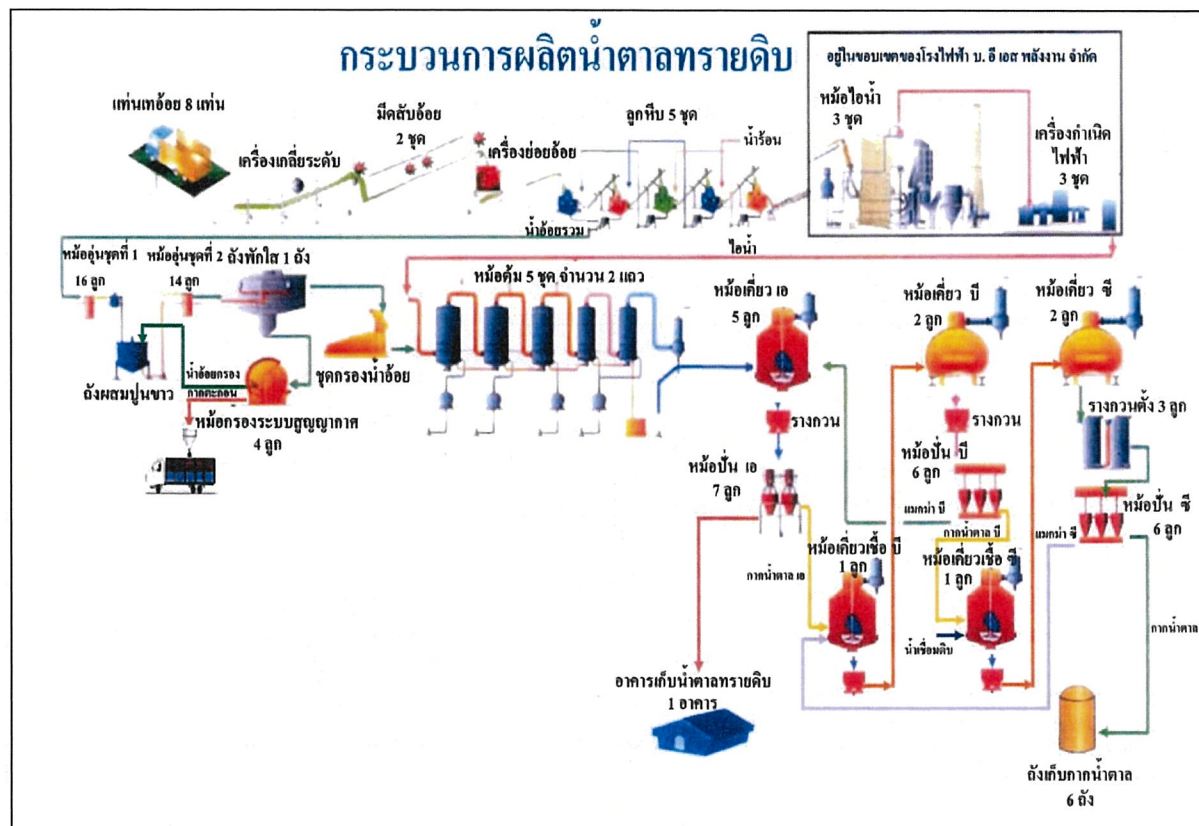 กระบวนการผลิตน้ำตาลทรายดิบ
อยู่ในขอบเขตของโรงไฟฟ้า บ. อี เอส พลังงาน จำกัด
แท่นเทอ้อย 8 แท่น
เครื่องเกลี่ยระดับ
มีดสับอ้อย
2 ชุด
เครื่องย่อยอ้อย
ลูกหีบ 5 ชุด
น้ำร้อน
หม้อไอน้ำ
3 ชุด
เครื่องกำเนิด
ไฟฟ้า
3 ชุด
น้ำอ้อยรวม
ไอน้ำ
หม้ออุ่นชุดที่ 1
16 ลูก
หม้ออุ่นชุดที่ 2
14 ลูก
ถังพักใส 1 ถัง
หม้อต้ม 5 ชุด จำนวน 2 แถว
หม้อเคี่ยว เอ
5 ลูก
หม้อเคี่ยว บี
2 ลูก
หม้อเคี่ยว ซี
2 ลูก
น้ำอ้อยกรอง
กากตะกอน
ถังผสมปูนขาว
ชุดกรองน้ำอ้อย
หม้อกรองระบบสูญญากาศ
4 ลูก
รางกวน
รางกวน
รางกวนตั้ง 3 ลูก
หม้อปั่น เอ
7 ลูก
หม้อปั่น บี
6 ลูก
หม้อปั่น ซี
6 ลูก
แมกม่า บี
กากน้ำตาล บี
แมกม่า ซี
กากน้ำตาล เอ
หม้อเคี่ยวเชื้อ บี
1 ลูก
หม้อเคี่ยวเชื้อ ซี
1 ลูก
น้ำเชื่อมดิบ
กากน้ำตาล
อาคารเก็บน้ำตาลทรายดิบ
1 อาคาร
ถังเก็บกากน้ำตาล
6 ถัง